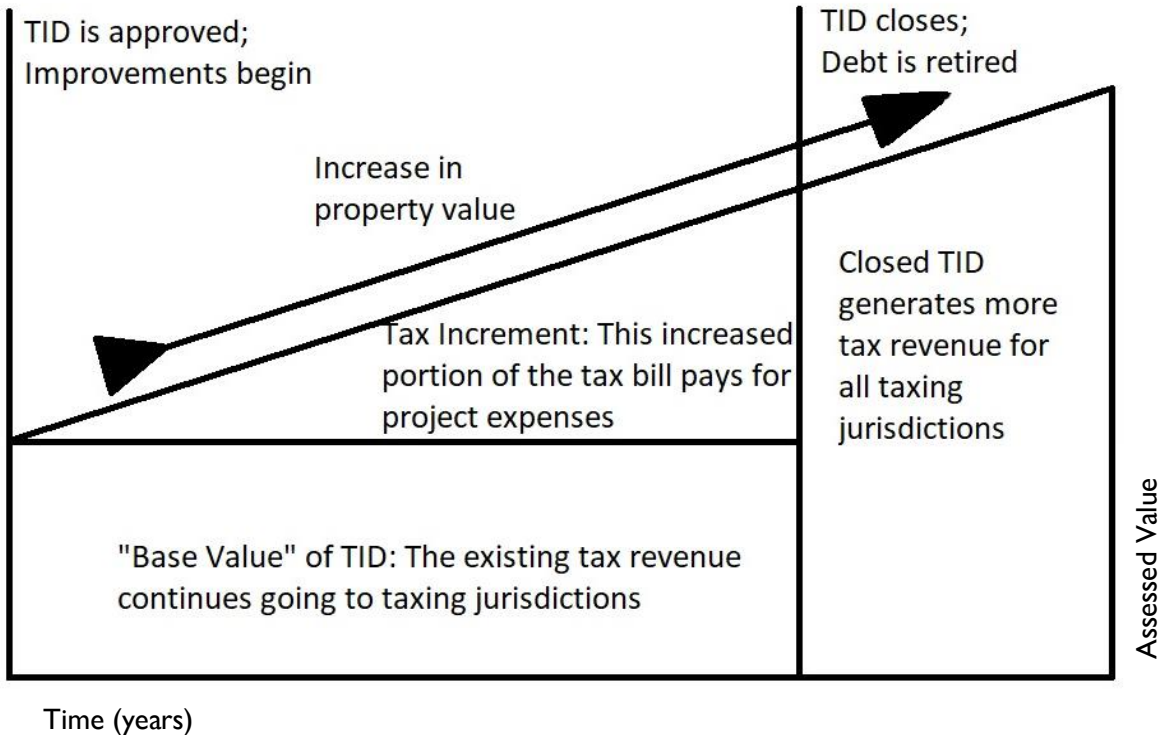 TID is approved;
Improvements begin
TID closes;
Debt is retired
Increase in
property value
Tax Increment: This increased
portion of the tax bill pays for
project expenses
Closed TID
generates more
tax revenue for
all taxing
jurisdictions
"Base Value" of TID: The existing tax revenue
continues going to taxing jurisdictions
Assessed Value
Time (years)